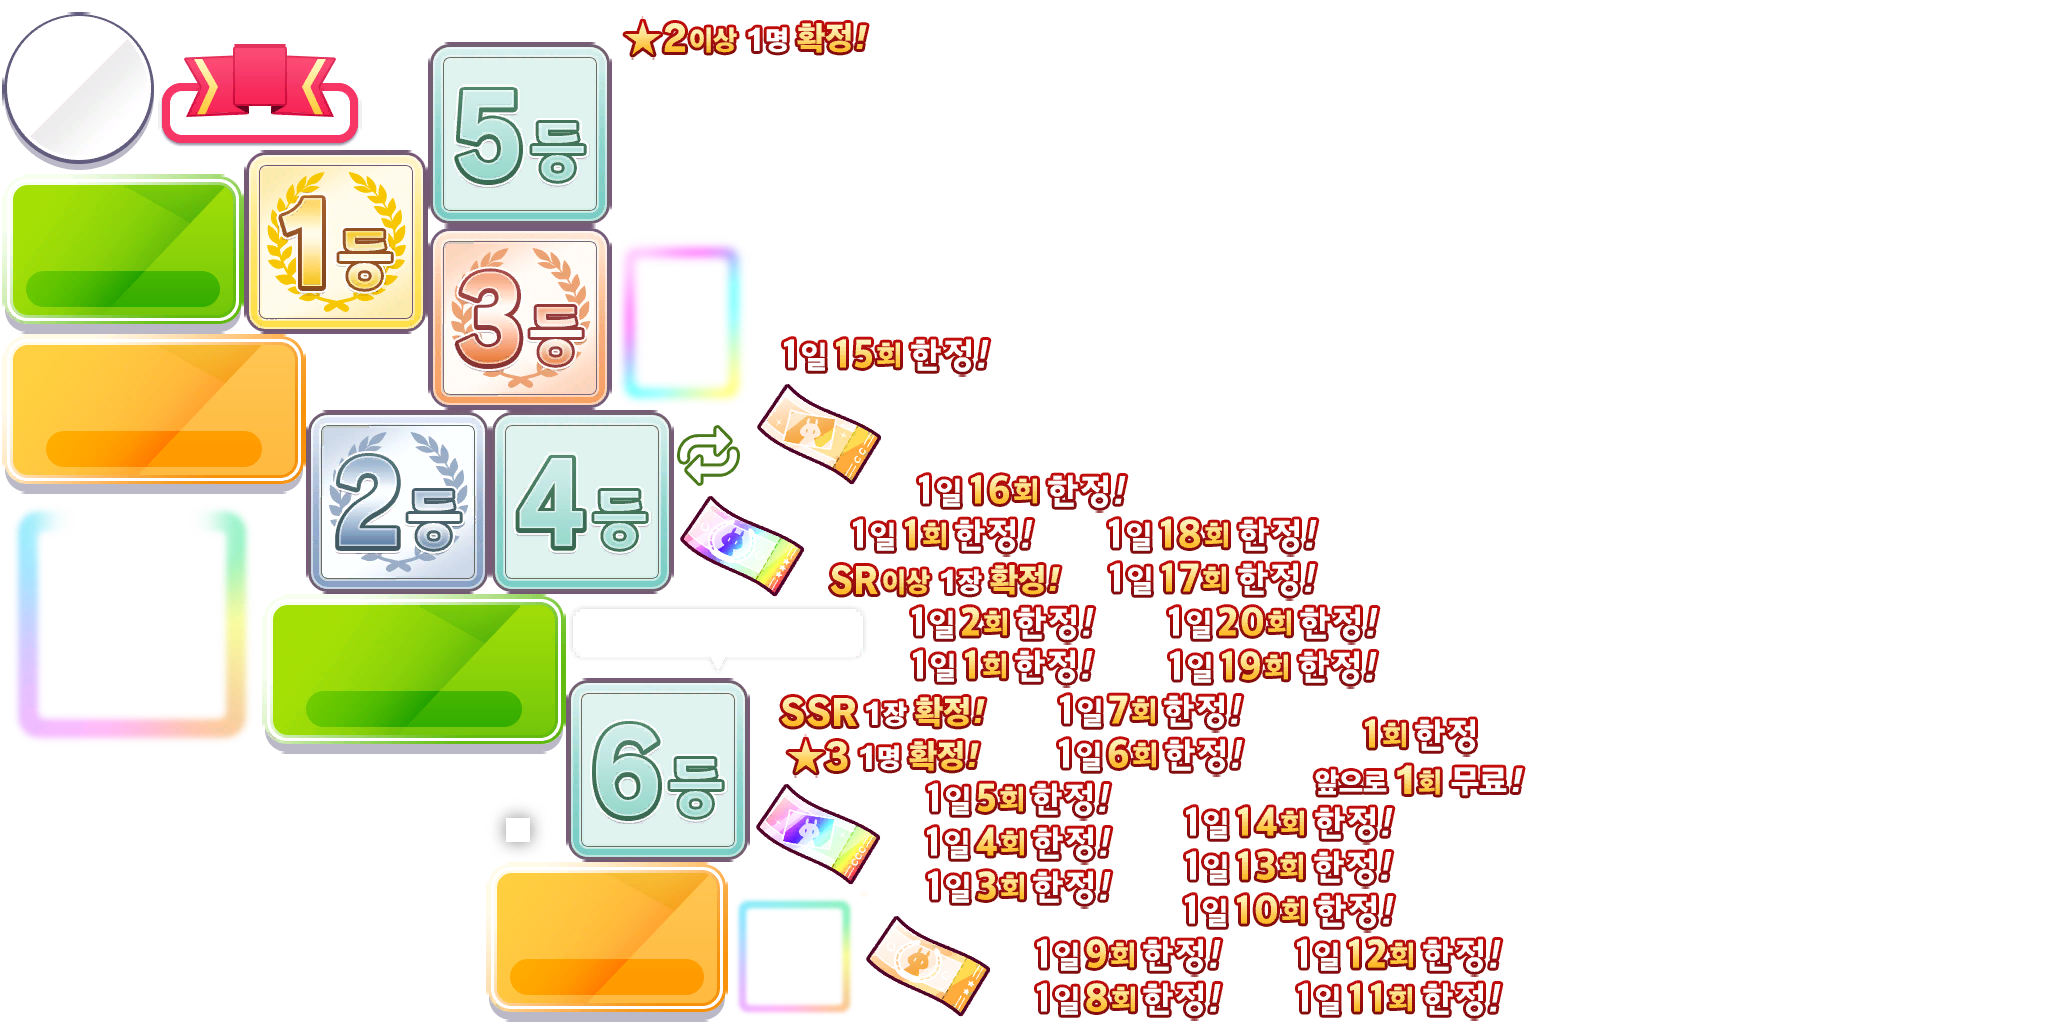 ★2이상 1명 확정!
5등
1등
3등
1일 15회 한정!
2등
4등
1일 16회 한정!
1일 1회 한정!
1일 18회 한정!
SR이상 1장 확정!
1일 17회 한정!
1일 2회 한정!
1일 20회 한정!
1일 1회 한정!
1일 19회 한정!
SSR 1장 확정!
1일 7회 한정!
1회 한정
★3 1명 확정!
1일 6회 한정!
앞으로 1회 무료!
6등
1일 5회 한정!
1일 14회 한정!
1일 4회 한정!
1일 13회 한정!
1일 3회 한정!
1일 10회 한정!
1일 9회 한정!
1일 12회 한정!
1일 8회 한정!
1일 11회 한정!